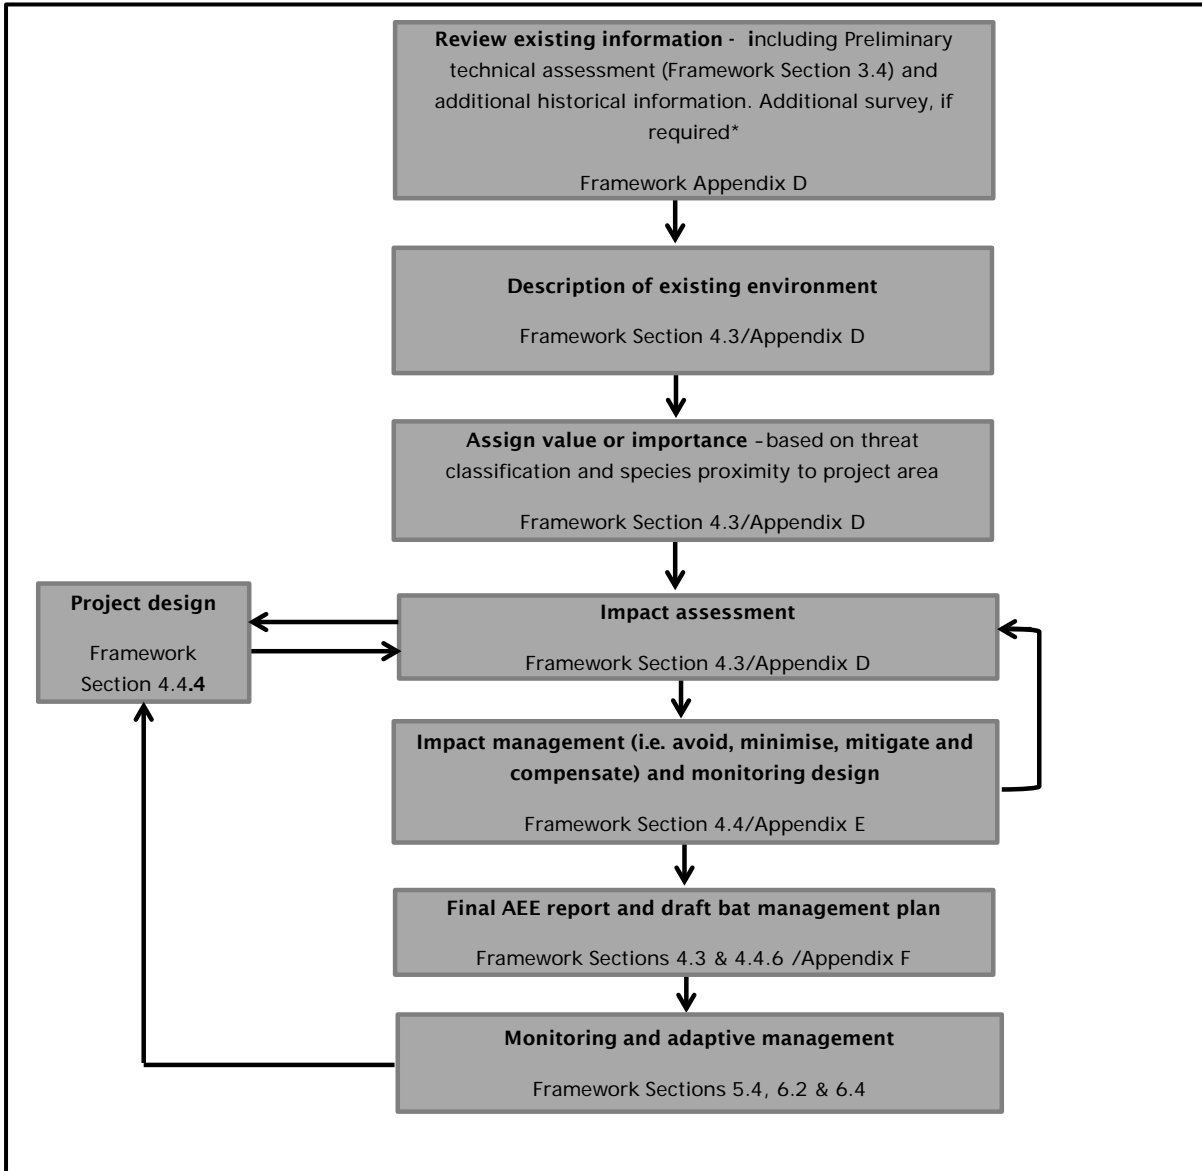 Review existing information - including Preliminary
technical assessment (Framework Section 3.4) and
additional historical information. Additional survey, if
required*
Framework Appendix D
Description of existing environment
Framework Section 4.3/Appendix D
Assign value or importance – based on threat
classification and species proximity to project area
Framework Section 4.3/Appendix D
Project design
Framework
Section 4.4.4
Impact assessment
Framework Section 4.3/Appendix D
Impact management (i.e. avoid, minimise, mitigate and
compensate) and monitoring design
Framework Section 4.4/Appendix E
Final AEE report and draft bat management plan
Framework Sections 4.3 & 4.4.6 /Appendix F
Monitoring and adaptive management
Framework Sections 5.4, 6.2 & 6.4